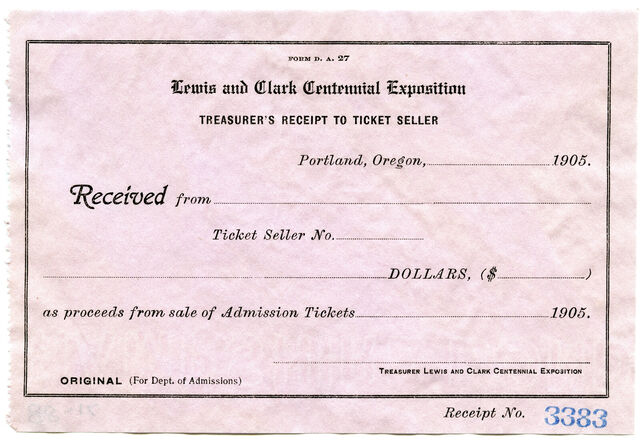 FORM D. A. 27
Lewis and Clark Centennial Exposition
TREASURER'S RECEIPT TO TICKET SELLER
Portland, Oregon, 1905.
Received from
Ticket Seller No.
DOLLARS, ($ )
as proceeds from sale of Admission Tickets 1905.
TREASURER LEWIS AND CLARK CENTENNIAL EXPOSITION
ORIGINAL (For Dept. of Admissions)
Receipt No. 3383